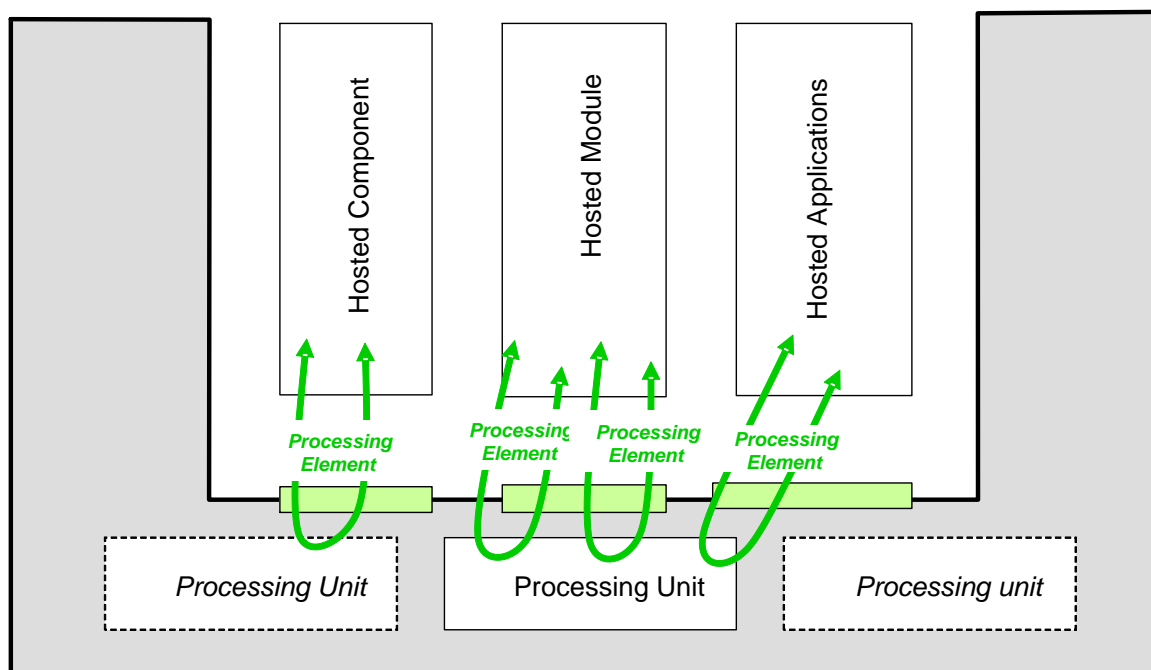 Hosted Component
Hosted Module
Hosted Applications
Processing
Element
Processing
Element
Processing
Element
Processing
Element
Processing Unit
Processing Unit
Processing unit